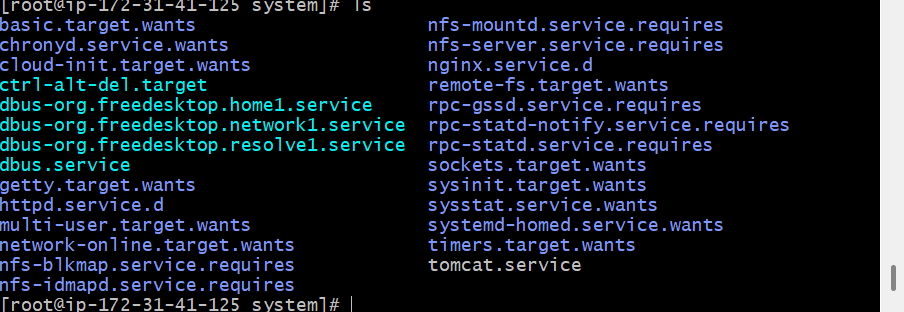 [root@ip-172-31-41-125 system]# ls
basic.target.wants nfs-mountd.service.requires
chronyd.service.wants nfs-server.service.requires
cloud-init.target.wants nginx.service.d
ctrl-alt-del.target remote-fs.target.wants
dbus-org.freedesktop.home1.service rpc-gssd.service.requires
dbus-org.freedesktop.network1.service rpc-statd-notify.service.requires
dbus-org.freedesktop.resolve1.service rpc-statd.service.requires
dbus.service sockets.target.wants
getty.target.wants sysinit.target.wants
httpd.service.d sysstat.service.wants
multi-user.target.wants systemd-homed.service.wants
network-online.target.wants timers.target.wants
nfs-blkmap.service.requires tomcat.service
nfs-idmapd.service.requires
[root@ip-172-31-41-125 system]#